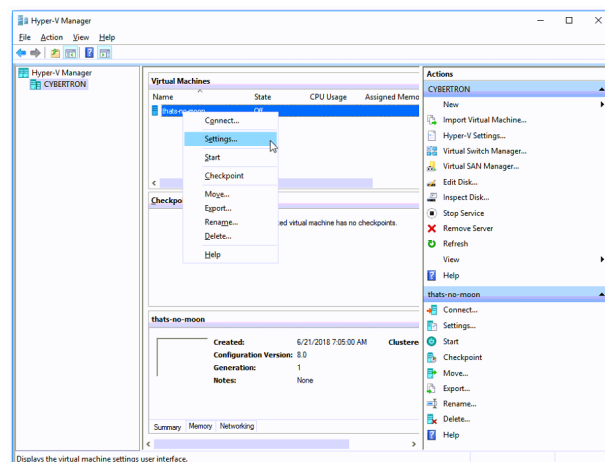 Hyper-V Manager
File Action View Help
Hyper-V Manager
CYBERTRON
Virtual Machines
Name State CPU Usage Assigned Memo
thats-no-moon Off
Connect...
Settings...
Start
Checkpoint
Move...
Export...
Rename...
Delete...
Help
Checkpo
ed virtual machine has no checkpoints.
thats-no-moon
Created: 6/21/2018 7:05:00 AM Clustere
Configuration Version: 8.0
Generation: 1
Notes: None
Summary Memory Networking
Actions
CYBERTRON
New
Import Virtual Machine...
Hyper-V Settings...
Virtual Switch Manager...
Virtual SAN Manager...
Edit Disk...
Inspect Disk...
Stop Service
Remove Server
Refresh
View
Help
thats-no-moon
Connect...
Settings...
Start
Checkpoint
Move...
Export...
Rename...
Delete...
Help
Displays the virtual machine settings user interface.